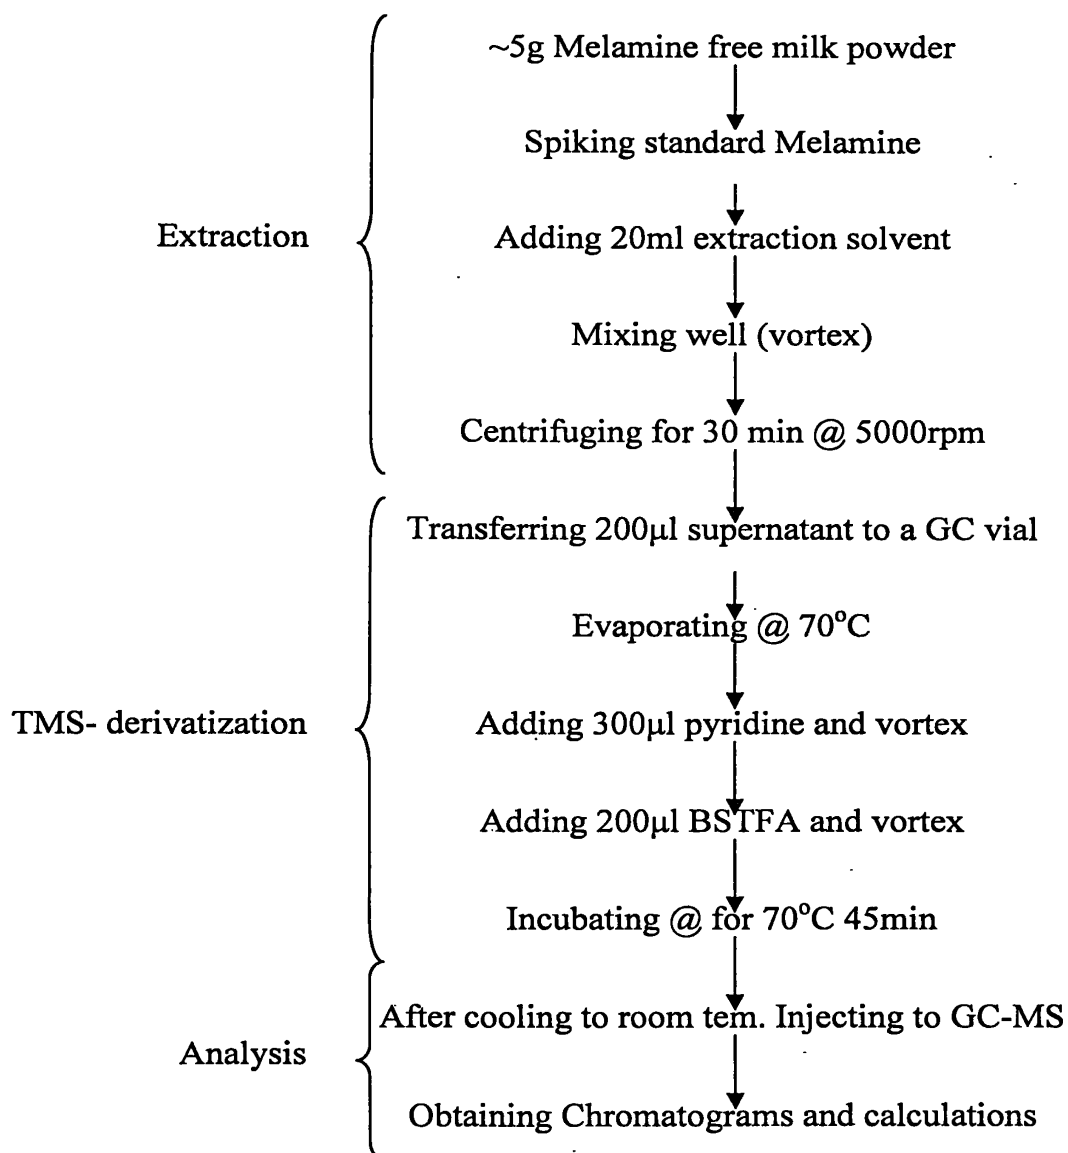 ~5g Melamine free milk powder
Spiking standard Melamine
Extraction
Adding 20ml extraction solvent
Mixing well (vortex)
Centrifuging for 30 min @ 5000rpm
Transferring 200μl supernatant to a GC vial
Evaporating @ 70°C
TMS- derivatization
Adding 300μl pyridine and vortex
Adding 200μl BSTFA and vortex
Incubating @ for 70°C 45min
After cooling to room tem. Injecting to GC-MS
Analysis
Obtaining Chromatograms and calculations